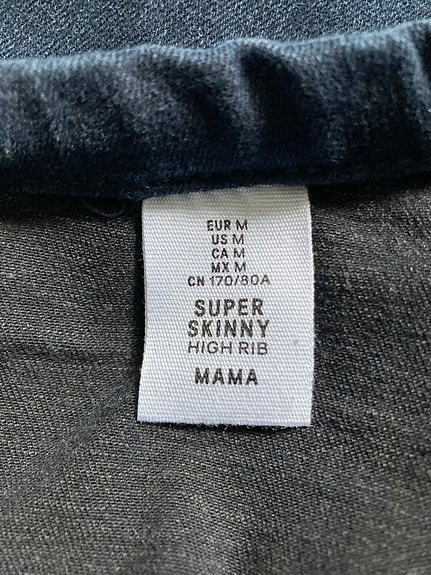 EUR M
US M
CA M
MX M
CN 170/80A
SUPER
SKINNY
HIGH RIB
MAMA